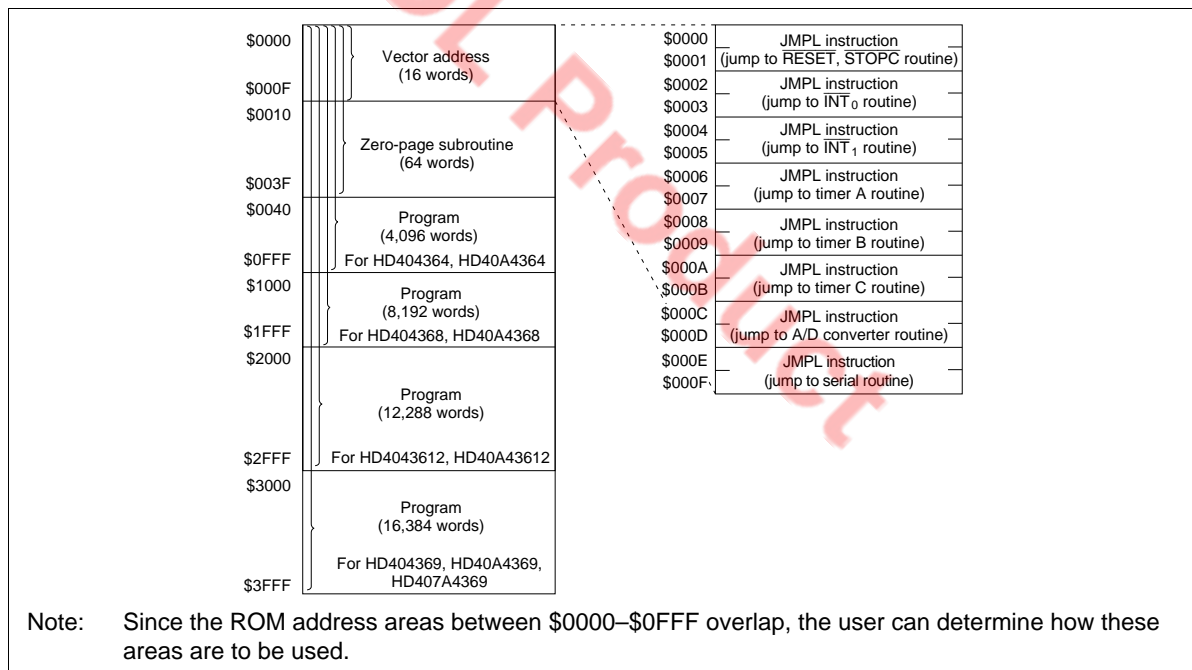 $0000
Vector address
(16 words)
$000F
$0010
Zero-page subroutine
(64 words)
$003F
$0040
Program
(4,096 words)
$0FFF
For HD404364, HD40A4364
$1000
Program
(8,192 words)
$1FFF
For HD404368, HD40A4368
$2000
Program
(12,288 words)
$2FFF
For HD4043612, HD40A43612
$3000
Program
(16,384 words)
For HD404369, HD40A4369,
HD407A4369
$3FFF
$0000
JMPL instruction
$0001
(jump to RESET, STOPC routine)
$0002
JMPL instruction
$0003
(jump to INT0 routine)
$0004
JMPL instruction
$0005
(jump to INT1 routine)
$0006
JMPL instruction
$0007
(jump to timer A routine)
$0008
JMPL instruction
$0009
(jump to timer B routine)
$000A
JMPL instruction
$000B
(jump to timer C routine)
$000C
JMPL instruction
$000D
(jump to A/D converter routine)
$000E
JMPL instruction
$000F
(jump to serial routine)
Note: Since the ROM address areas between $0000–$0FFF overlap, the user can determine how these
areas are to be used.
L Product